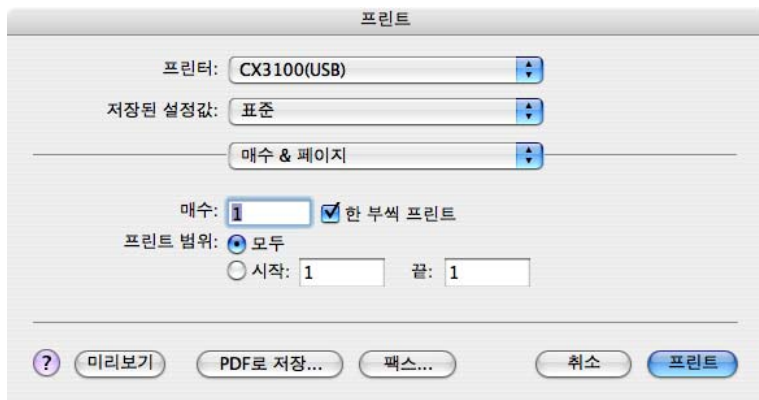 프린트
프린터: CX3100(USB)
저장된 설정값: 표준
매수 & 페이지
매수: 1 한 부씩 프린트
프린트 범위: 모두
시작: 1 끝: 1
? 미리보기 PDF로 저장... 팩스... 취소 프린트